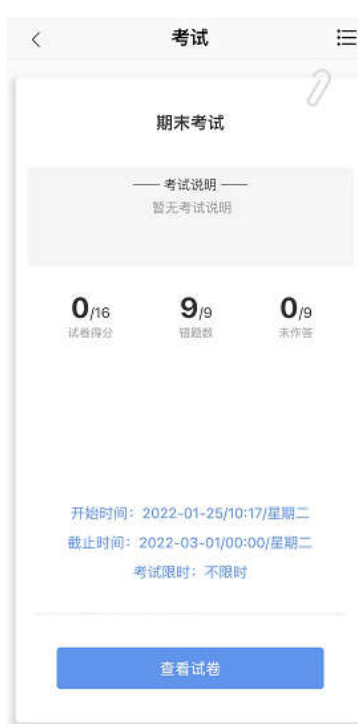 考试
期末考试
—— 考试说明 ——
暂无考试说明
0/16 9/9 0/9
试卷得分 错题数 未作答
开始时间：2022-01-25/10:17/星期二
截止时间：2022-03-01/00:00/星期二
考试限时：不限时
查看试卷